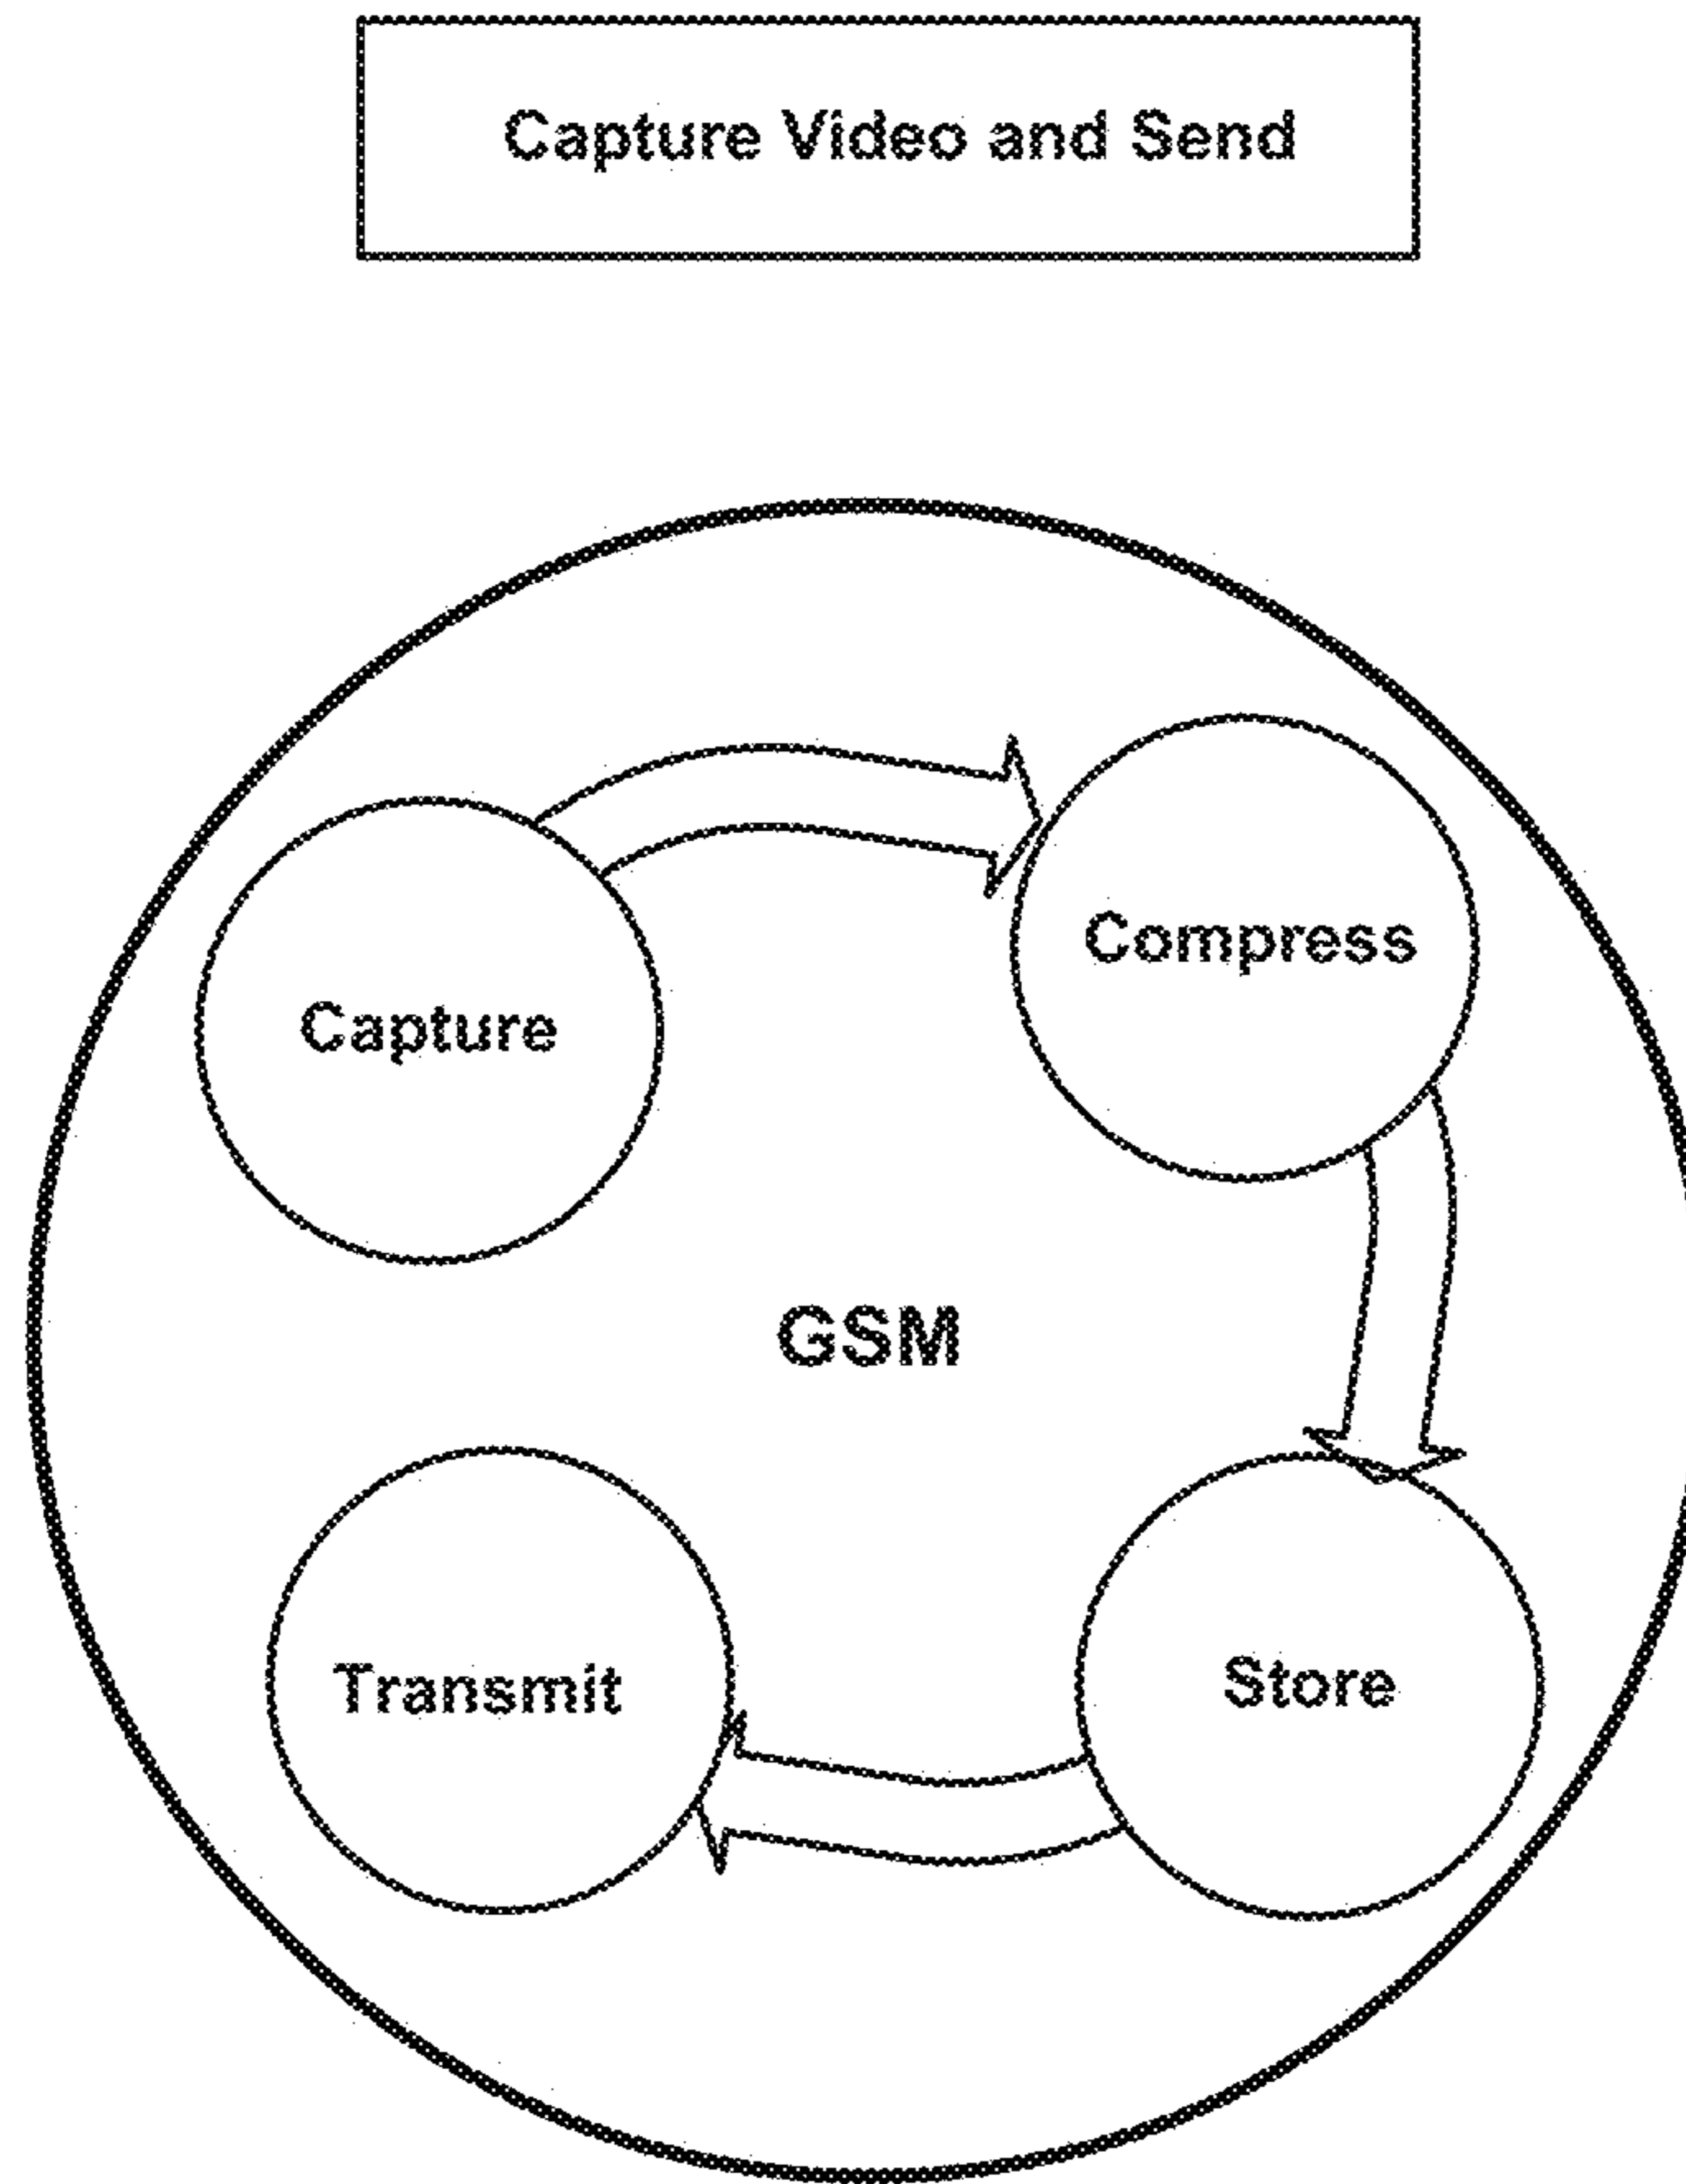 Capture Video and Send
Compress
Capture
GSM
Transmit
Store